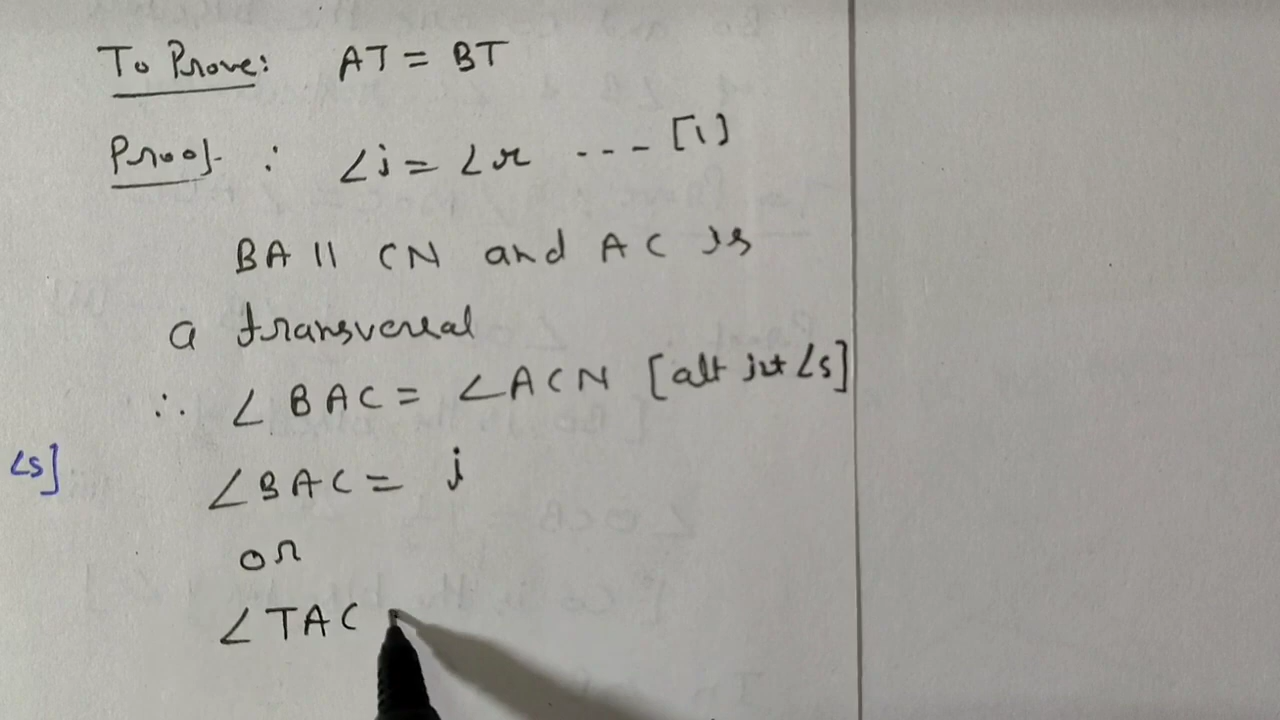 To Prove: AT = BT
Proof : ∠i = ∠r --- [1]
BA || CN and AC is
a transversal
∴ ∠BAC = ∠ACN [alt int ∠s]
∠s]
∠BAC = i
or
∠TAC